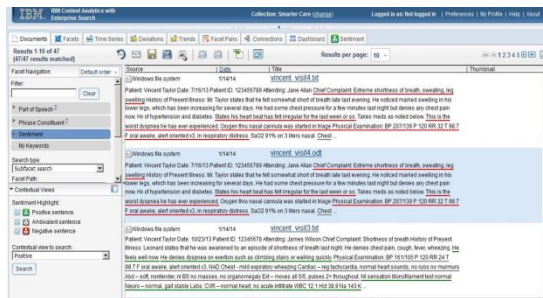 IBM IBM Content Analytics with Enterprise Search
Collection: Smarter Care (change)
Logged in as: Not logged in | Preferences | My Profile | Help | About
Documents Facets Time Series Deviations Trends Facet Pairs Connections Dashboard Sentiment
Results 1-10 of 47
(47/47 results matched)
Results per page: 10
1 2 3 4 5
Facet Navigation Default order
Filter:
Clear
Part of Speech
Phrase Constituent
Sentiment
My Keywords
Search type:
Subfacet search
Facet Path:
Contextual Views
Sentiment Highlight:
Positive sentence
Ambivalent sentence
Negative sentence
Contextual view to search:
Positive
Search
Source Date Title Thumbnail
Windows file system 1/14/14 vincent_visit4.txt
Patient: Vincent Taylor Date: 7/16/13 Patient ID: 123456789 Attending: Jane Allan Chief Complaint: Extreme shortness of breath, sweating, leg
swelling History of Present Illness: Mr. Taylor states that he felt somewhat short of breath late last evening. He noticed marked swelling in his
lower legs, which has been increasing for several days. He had some chest pressure for a few minutes last night but denies any chest pain
now. Hx of hypertension and diabetes. States his heart beat has felt irregular for the last week or so. Takes meds as noted below. This is the
worst dyspnea he has ever experienced. Oxygen thru nasal cannula was started in triage Physical Examination: BP 207/139 P 120 RR 32 T 98.7
F oral awake, alert oriented x3, in respiratory distress. SaO2 91% on 3 liters nasal. Chest ...
Windows file system 1/14/14 vincent_visit4.odt
Patient: Vincent Taylor Date: 7/16/13 Patient ID: 123456789 Attending: Jane Allan Chief Complaint: Extreme shortness of breath, sweating, leg
swelling History of Present Illness: Mr. Taylor states that he felt somewhat short of breath late last evening. He noticed marked swelling in his
lower legs, which has been increasing for several days. He had some chest pressure for a few minutes last night but denies any chest pain
now. Hx of hypertension and diabetes. States his heart beat has felt irregular for the last week or so. Takes meds as noted below. This is the
worst dyspnea he has ever experienced. Oxygen thru nasal cannula was started in triage Physical Examination: BP 207/139 P 120 RR 32 T 98.7
F oral awake, alert oriented x3, in respiratory distress. SaO2 91% on 3 liters nasal. Chest ...
Windows file system 1/14/14 vincent_visit3.txt
Patient: Vincent Taylor Date: 10/23/13 Patient ID: 12345678 Attending: James Wilson Chief Complaint: Shortness of breath History of Present
Illness: Leonard states that he was awakened by an episode of shortness of breath last night. He denies chest pain, cough, fever, wheezing. He
feels well now. He denies dyspnea on exertion such as climbing stairs or walking quickly. Physical Examination: BP 161/105 P 120 RR 24 T
98.7 F oral awake, alert oriented x3, NAD Chest - mild expiratory wheezing Cardiac – reg tachycardia, normal heart sounds, no rubs no murmurs
Abd – soft, nontender, nl BS no masses, no organomegaly Ext – moves all 5/5, pulses 2+ throughout. Nl sensation Monofilament test normal
Neuro – normal, gait stable Labs: CXR – normal heart, no acute infiltrate WBC 12.1 Hct 38.9 Na 143 K ...